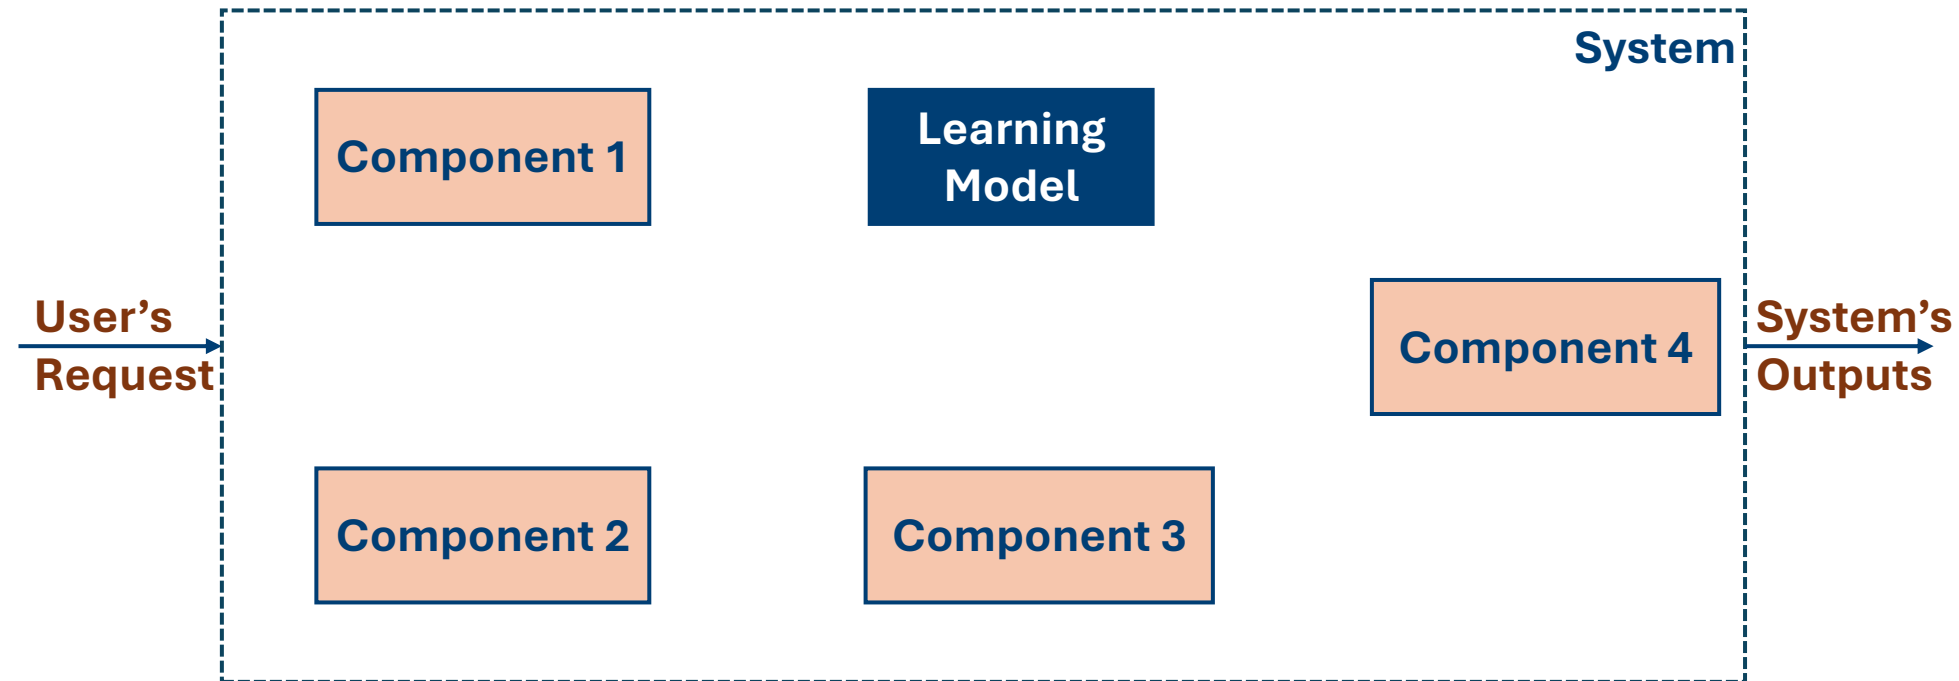 System
Component 1
Learning
Model
User's
Request
Component 4
System's
Outputs
Component 2
Component 3